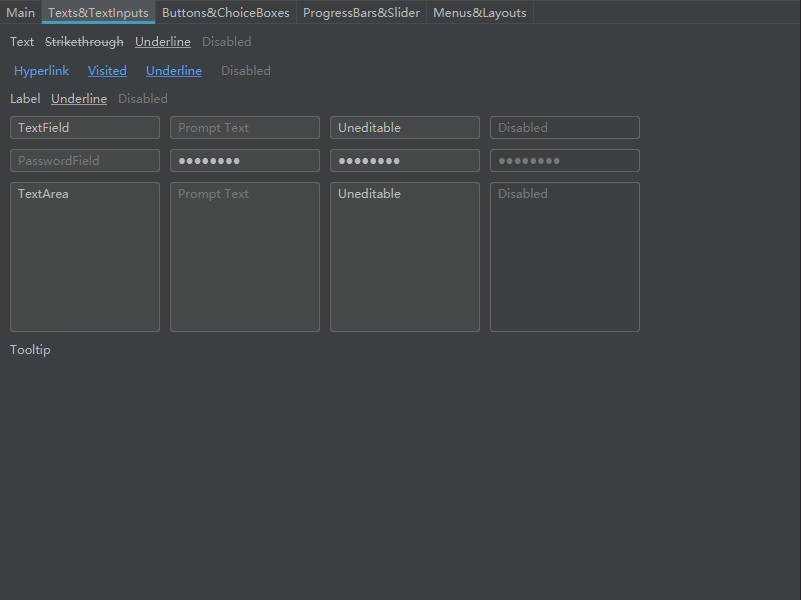 Main Texts&TextInputs Buttons&ChoiceBoxes ProgressBars&Slider Menus&Layouts
Text Strikethrough Underline Disabled
Hyperlink Visited Underline Disabled
Label Underline Disabled
TextField Prompt Text Uneditable Disabled
PasswordField ●●●●●●●● ●●●●●●●● ●●●●●●●●
TextArea Prompt Text Uneditable Disabled
Tooltip